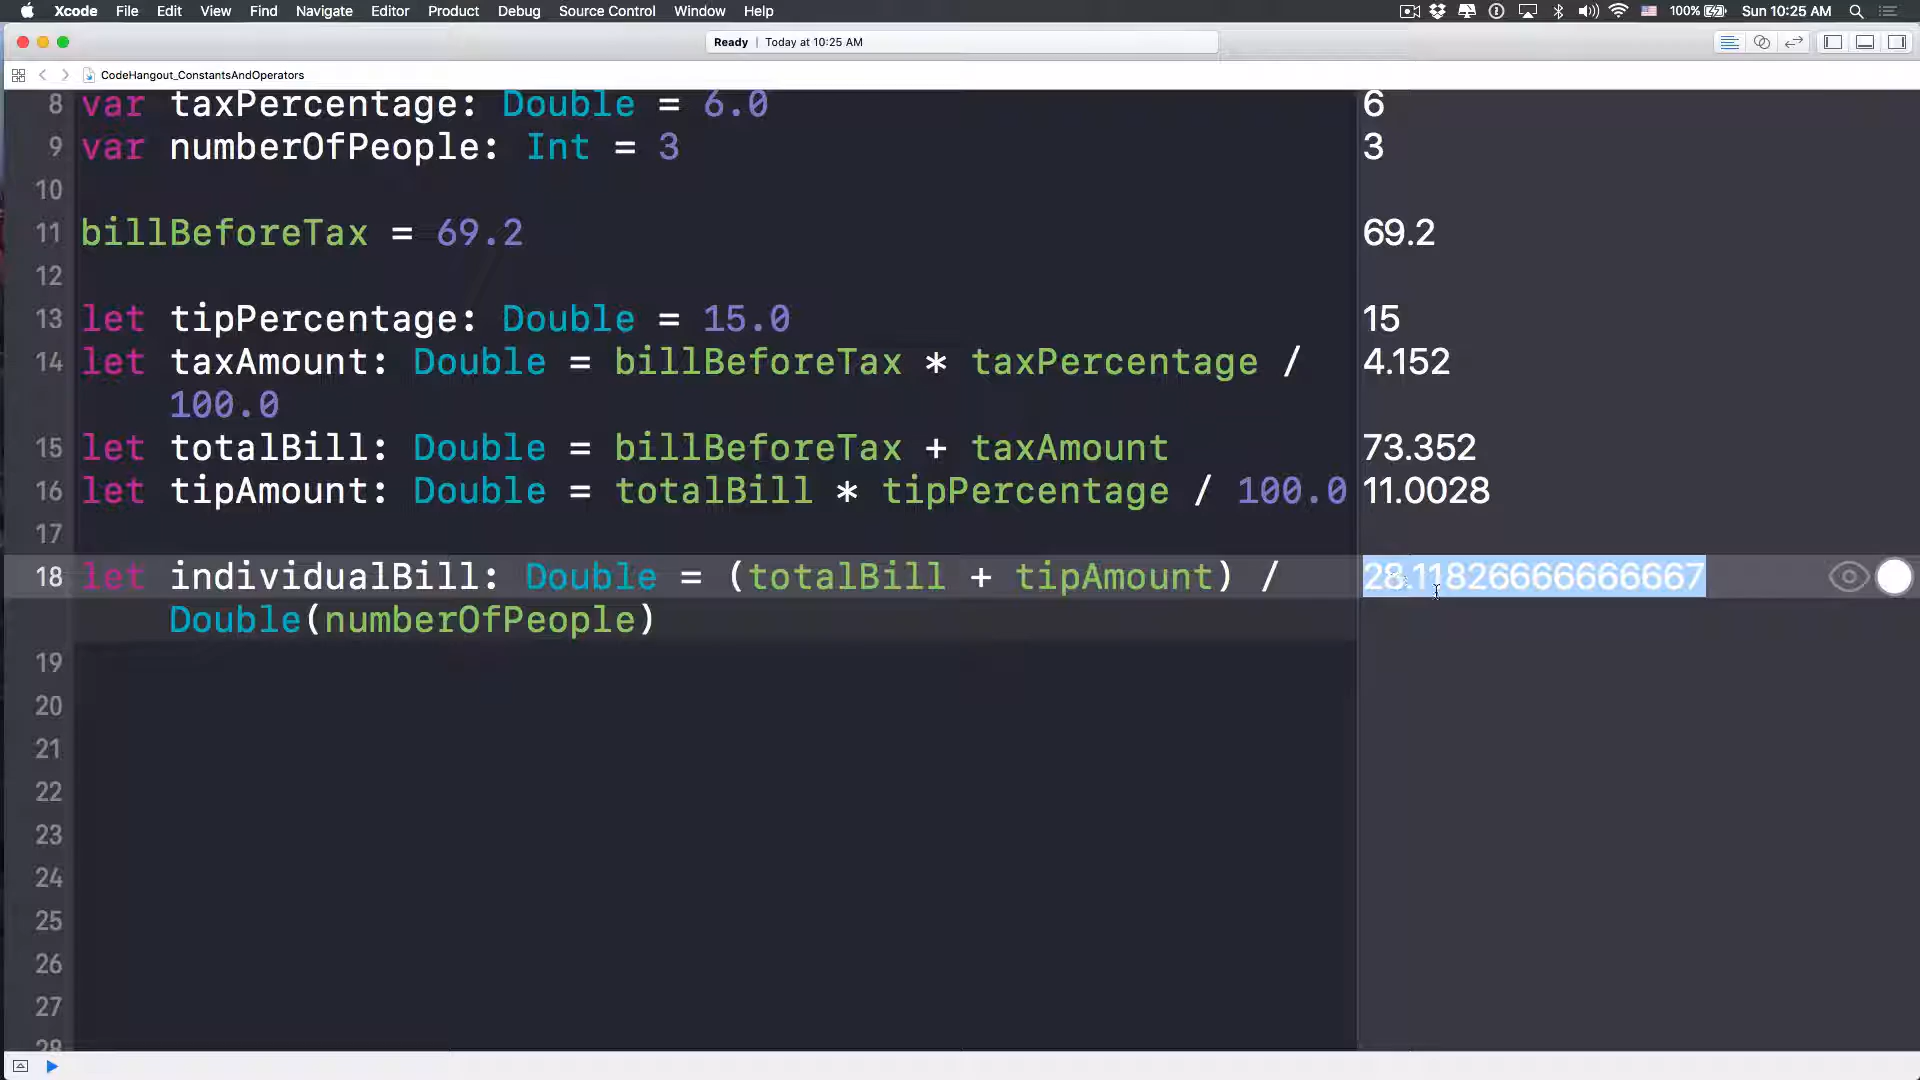 Xcode File Edit View Find Navigate Editor Product Debug Source Control Window Help 100% Sun 10:25 AM
Ready | Today at 10:25 AM
CodeHangout_ConstantsAndOperators
8 var taxPercentage: Double = 6.0 6
9 var numberOfPeople: Int = 3 3
10
11 billBeforeTax = 69.2 69.2
12
13 let tipPercentage: Double = 15.0 15
14 let taxAmount: Double = billBeforeTax * taxPercentage / 4.152
100.0
15 let totalBill: Double = billBeforeTax + taxAmount 73.352
16 let tipAmount: Double = totalBill * tipPercentage / 100.0 11.0028
17
18 let individualBill: Double = (totalBill + tipAmount) / 28.11826666666667
Double(numberOfPeople)
19
20
21
22
23
24
25
26
27
28